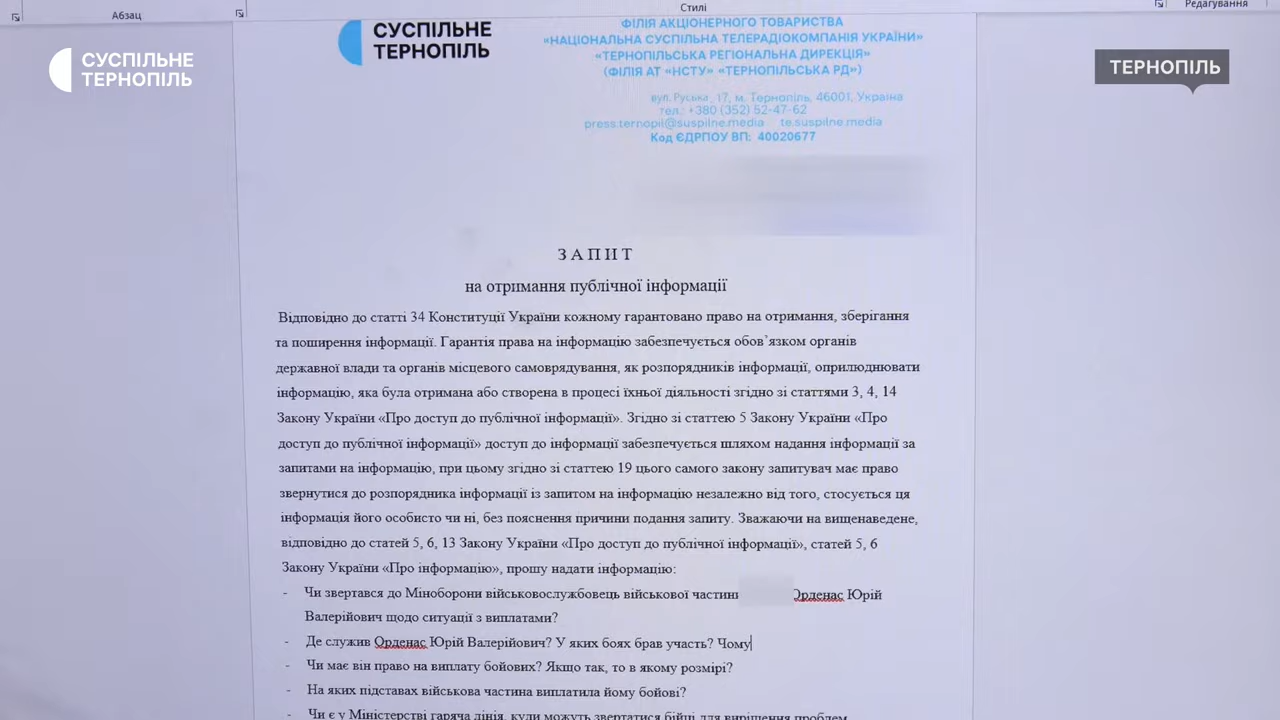 Абзац
Стилі
Редагування
СУСПІЛЬНЕ
ТЕРНОПІЛЬ
ТЕРНОПІЛЬ
СУСПІЛЬНЕ
ТЕРНОПІЛЬ
ФІЛІЯ АКЦІОНЕРНОГО ТОВАРИСТВА
«НАЦІОНАЛЬНА СУСПІЛЬНА ТЕЛЕРАДІОКОМПАНІЯ УКРАЇНИ»
«ТЕРНОПІЛЬСЬКА РЕГІОНАЛЬНА ДИРЕКЦІЯ»
(ФІЛІЯ АТ «НСТУ» «ТЕРНОПІЛЬСЬКА РД»)
вул. Руська, 17, м. Тернопіль, 46001, Україна
тел.: +380 (352) 52-47-62
press.ternopil@suspilne.media te.suspilne.media
Код ЄДРПОУ ВП: 40020677
З А П И Т
на отримання публічної інформації
Відповідно до статті 34 Конституції України кожному гарантовано право на отримання, зберігання
та поширення інформації. Гарантія права на інформацію забезпечується обов’язком органів
державної влади та органів місцевого самоврядування, як розпорядників інформації, оприлюднювати
інформацію, яка була отримана або створена в процесі їхньої діяльності згідно зі статтями 3, 4, 14
Закону України «Про доступ до публічної інформації». Згідно зі статтею 5 Закону України «Про
доступ до публічної інформації» доступ до інформації забезпечується шляхом надання інформації за
запитами на інформацію, при цьому згідно зі статтею 19 цього самого закону запитувач має право
звернутися до розпорядника інформації із запитом на інформацію незалежно від того, стосується ця
інформація його особисто чи ні, без пояснення причини подання запиту. Зважаючи на вищенаведене,
відповідно до статей 5, 6, 13 Закону України «Про доступ до публічної інформації», статей 5, 6
Закону України «Про інформацію», прошу надати інформацію:
- Чи звертався до Міноборони військовослужбовець військової частини Орденас Юрій
Валерійович щодо ситуації з виплатами?
- Де служив Орденас Юрій Валерійович? У яких боях брав участь? Чому
- Чи має він право на виплату бойових? Якщо так, то в якому розмірі?
- На яких підставах військова частина виплатила йому бойові?
- Чи є у Міністерстві гаряча лінія, куди можуть звертатися бійці для вирішення проблем